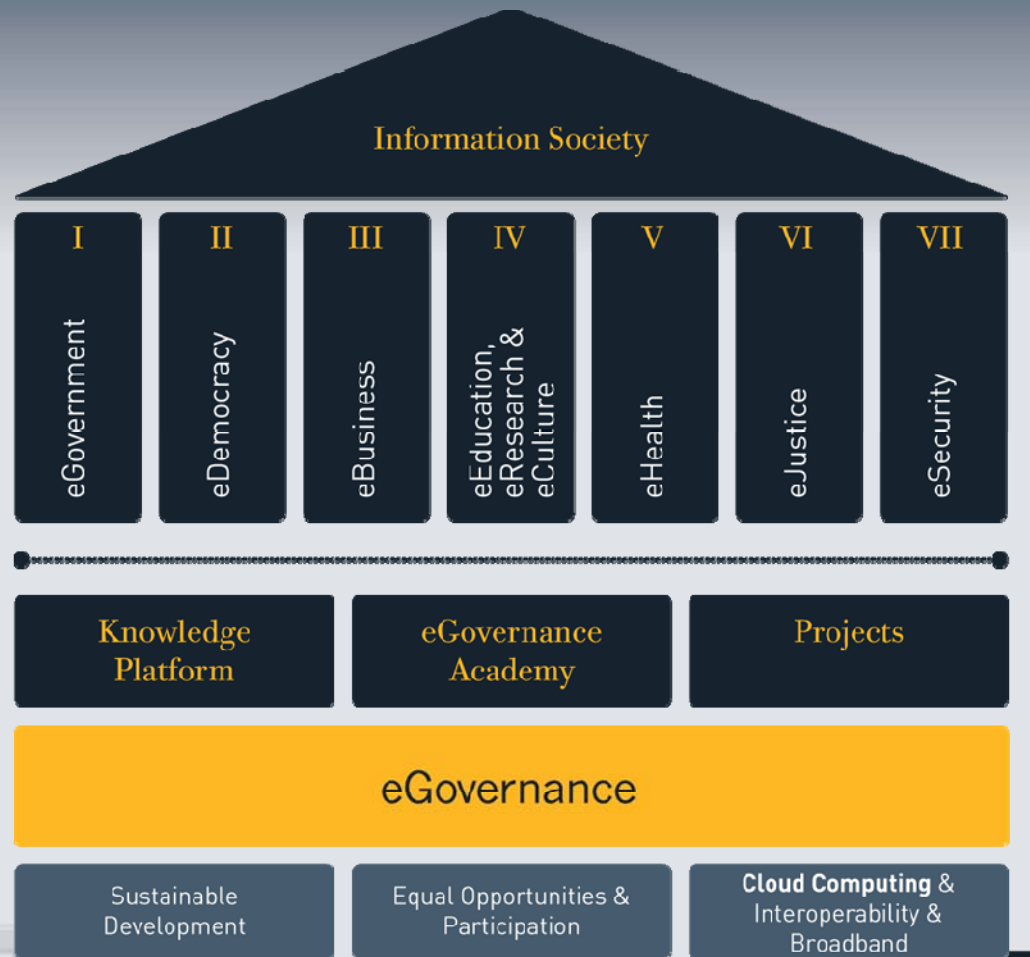 Information Society
I
II
III
IV
V
VI
VII
eGovernment
eDemocracy
eBusiness
eEducation,
eResearch &
eCulture
eHealth
eJustice
eSecurity
Knowledge
Platform
eGovernance
Academy
Projects
eGovernance
Sustainable
Development
Equal Opportunities &
Participation
Cloud Computing &
Interoperability &
Broadband